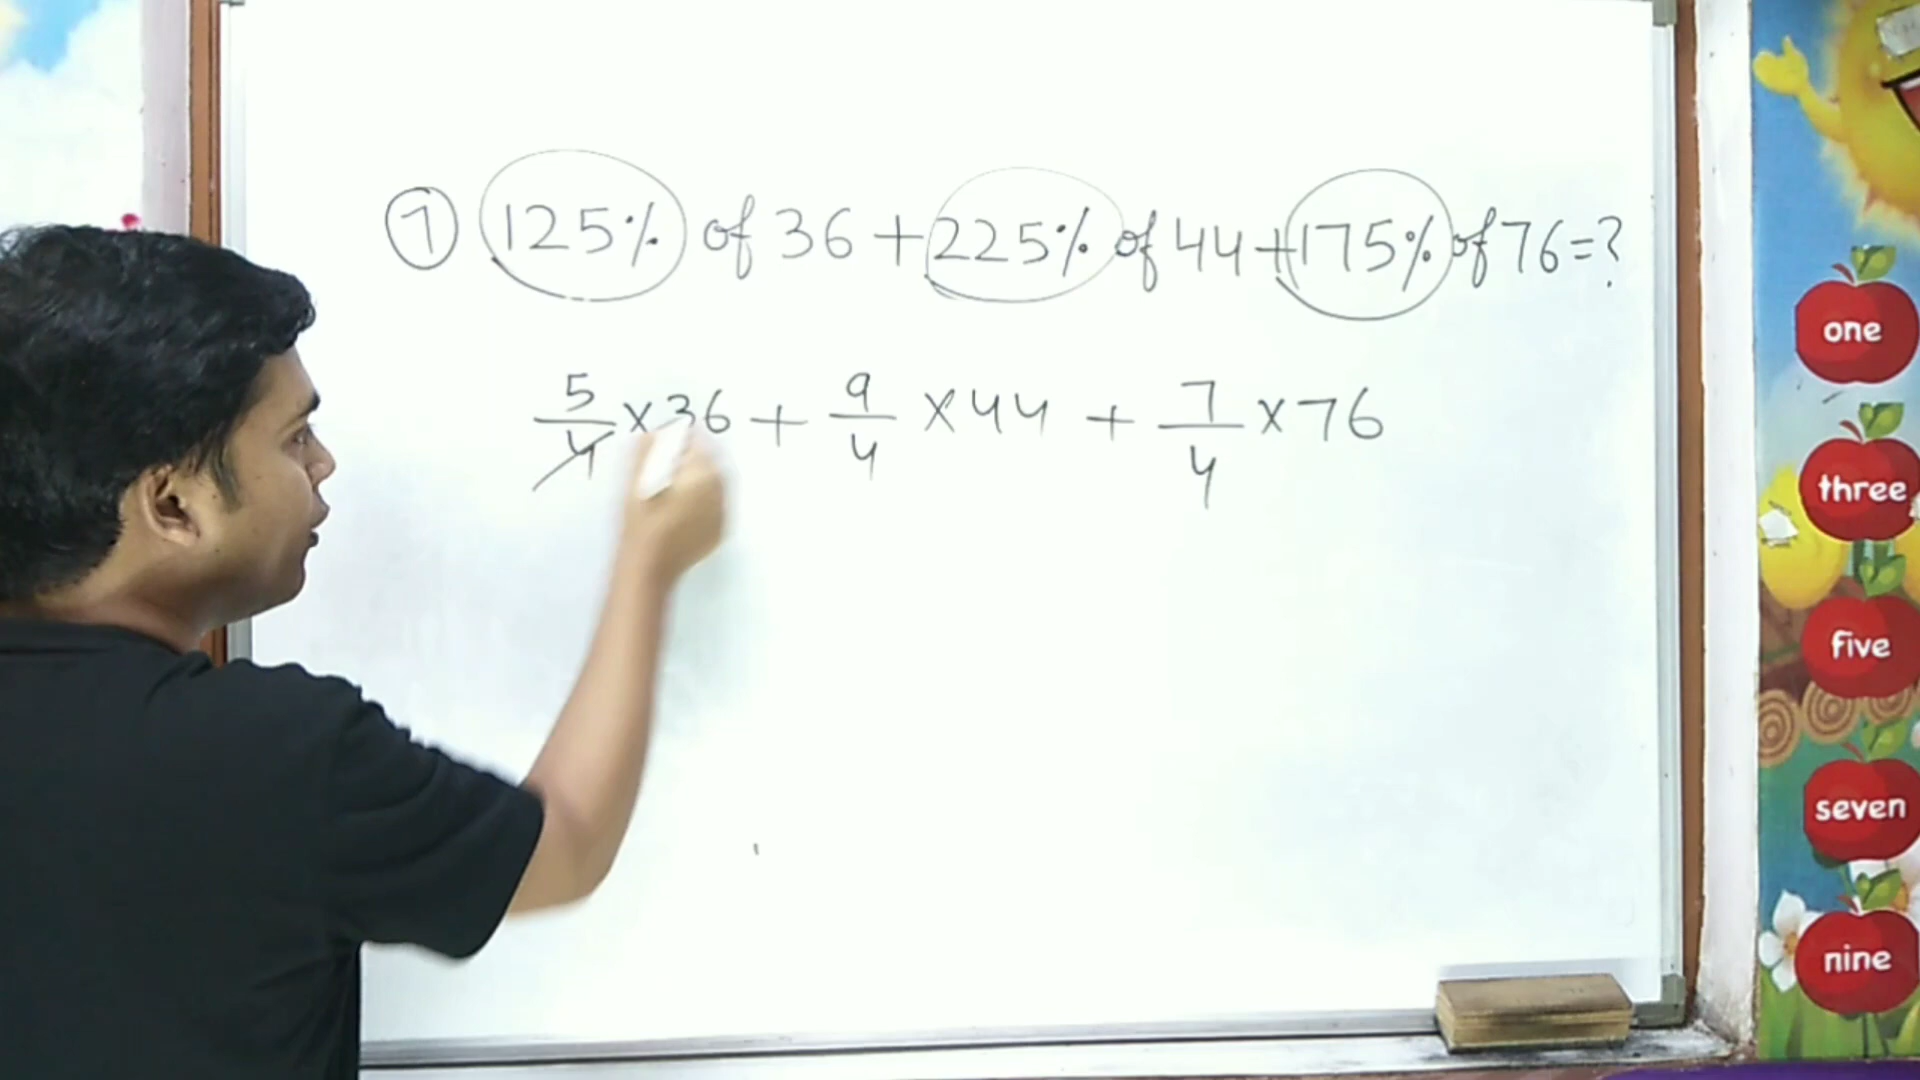 ① 125% of 36 + 225% of 44 + 175% of 76 = ?
5/4 × 36 + 9/4 × 44 + 7/4 × 76
one
three
five
seven
nine